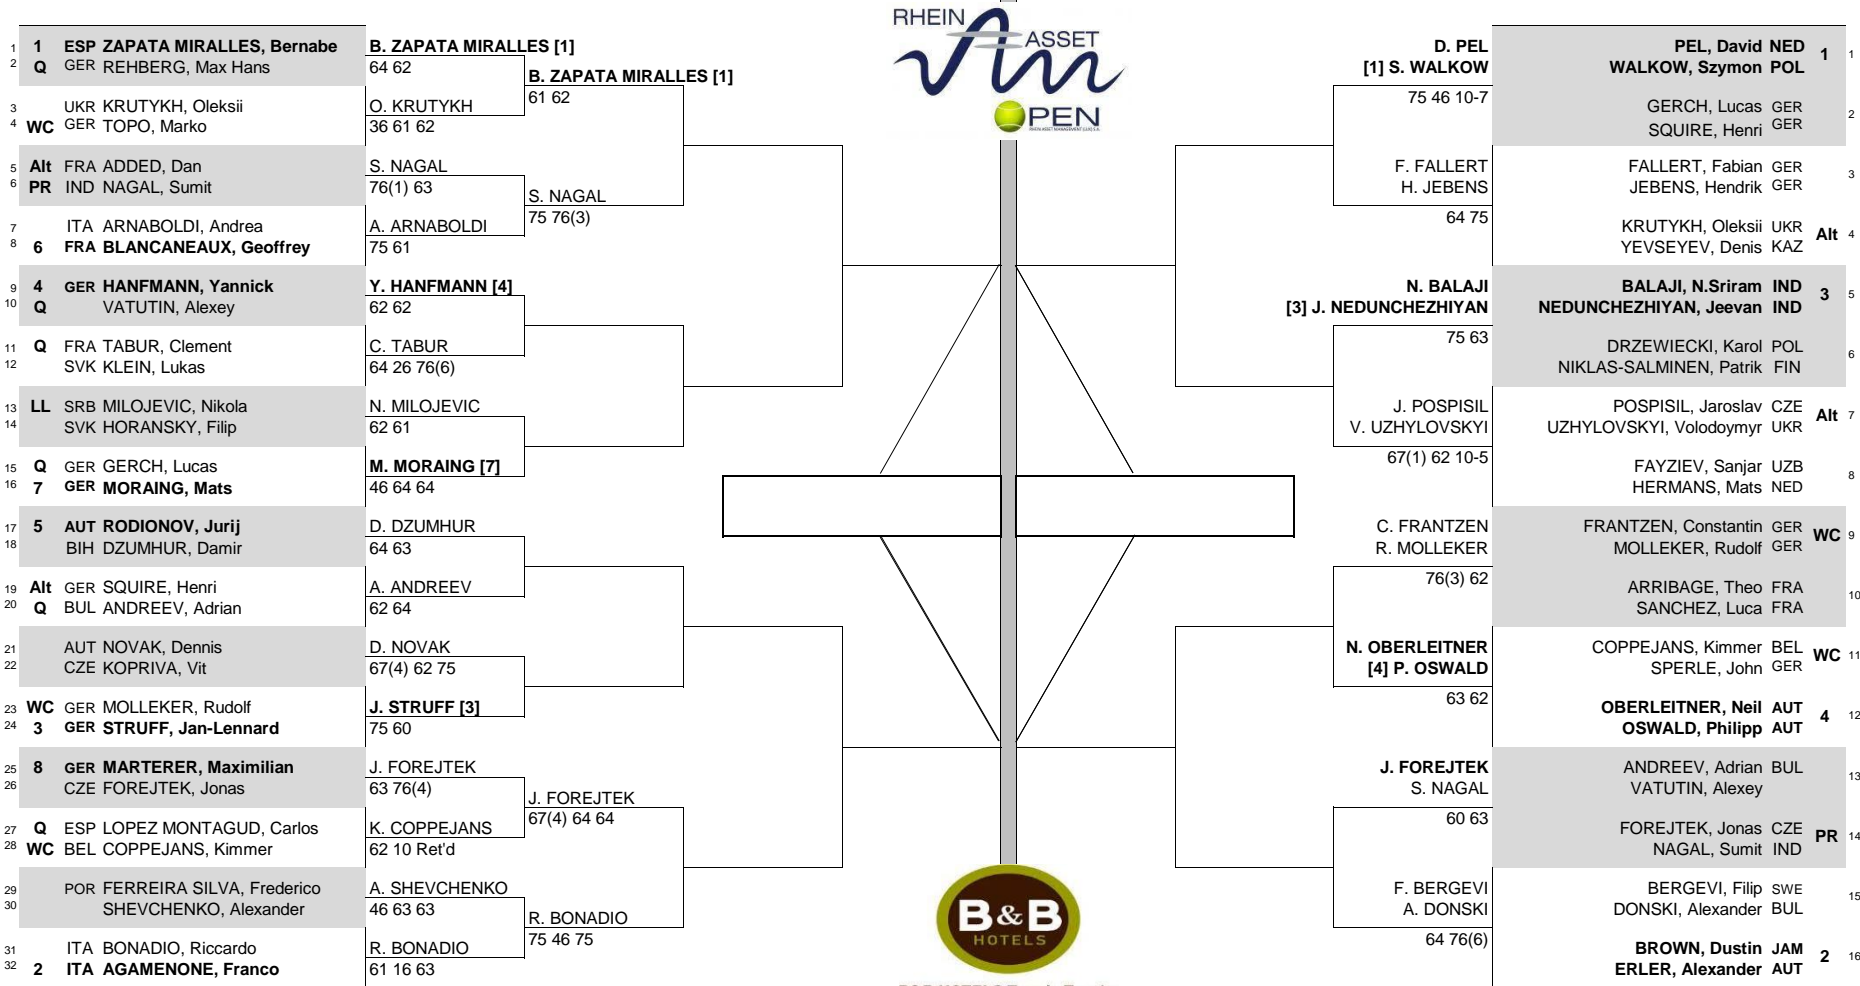 RHEIN
ASSET
OPEN
1 1 ESP ZAPATA MIRALLES, Bernabe
2 Q GER REHBERG, Max Hans
3 UKR KRUTYKH, Oleksii
4 WC GER TOPO, Marko
5 Alt FRA ADDED, Dan
6 PR IND NAGAL, Sumit
7 ITA ARNABOLDI, Andrea
8 6 FRA BLANCANEAUX, Geoffrey
9 4 GER HANFMANN, Yannick
10 Q VATUTIN, Alexey
11 Q FRA TABUR, Clement
12 SVK KLEIN, Lukas
13 LL SRB MILOJEVIC, Nikola
14 SVK HORANSKY, Filip
15 Q GER GERCH, Lucas
16 7 GER MORAING, Mats
17 5 AUT RODIONOV, Jurij
18 BIH DZUMHUR, Damir
19 Alt GER SQUIRE, Henri
20 Q BUL ANDREEV, Adrian
21 AUT NOVAK, Dennis
22 CZE KOPRIVA, Vit
23 WC GER MOLLEKER, Rudolf
24 3 GER STRUFF, Jan-Lennard
25 8 GER MARTERER, Maximilian
26 CZE FOREJTEK, Jonas
27 Q ESP LOPEZ MONTAGUD, Carlos
28 WC BEL COPPEJANS, Kimmer
29 POR FERREIRA SILVA, Frederico
30 SHEVCHENKO, Alexander
31 ITA BONADIO, Riccardo
32 2 ITA AGAMENONE, Franco
B. ZAPATA MIRALLES [1]
64 62
O. KRUTYKH
36 61 62
S. NAGAL
76(1) 63
A. ARNABOLDI
75 61
Y. HANFMANN [4]
62 62
C. TABUR
64 26 76(6)
N. MILOJEVIC
62 61
M. MORAING [7]
46 64 64
D. DZUMHUR
64 63
A. ANDREEV
62 64
D. NOVAK
67(4) 62 75
J. STRUFF [3]
75 60
J. FOREJTEK
63 76(4)
K. COPPEJANS
62 10 Ret'd
A. SHEVCHENKO
46 63 63
R. BONADIO
61 16 63
B. ZAPATA MIRALLES [1]
61 62
S. NAGAL
75 76(3)
J. FOREJTEK
67(4) 64 64
R. BONADIO
75 46 75
B&B
HOTELS
D. PEL
[1] S. WALKOW
75 46 10-7
F. FALLERT
H. JEBENS
64 75
N. BALAJI
[3] J. NEDUNCHEZHIYAN
75 63
J. POSPISIL
V. UZHYLOVSKYI
67(1) 62 10-5
C. FRANTZEN
R. MOLLEKER
76(3) 62
N. OBERLEITNER
[4] P. OSWALD
63 62
J. FOREJTEK
S. NAGAL
60 63
F. BERGEVI
A. DONSKI
64 76(6)
PEL, David NED
WALKOW, Szymon POL 1 1
GERCH, Lucas GER
SQUIRE, Henri GER 2
FALLERT, Fabian GER
JEBENS, Hendrik GER 3
KRUTYKH, Oleksii UKR
YEVSEYEV, Denis KAZ Alt 4
BALAJI, N.Sriram IND
NEDUNCHEZHIYAN, Jeevan IND 3 5
DRZEWIECKI, Karol POL
NIKLAS-SALMINEN, Patrik FIN 6
POSPISIL, Jaroslav CZE
UZHYLOVSKYI, Volodoymyr UKR Alt 7
FAYZIEV, Sanjar UZB
HERMANS, Mats NED 8
FRANTZEN, Constantin GER
MOLLEKER, Rudolf GER WC 9
ARRIBAGE, Theo FRA
SANCHEZ, Luca FRA 10
COPPEJANS, Kimmer BEL
SPERLE, John GER WC 11
OBERLEITNER, Neil AUT
OSWALD, Philipp AUT 4 12
ANDREEV, Adrian BUL
VATUTIN, Alexey 13
FOREJTEK, Jonas CZE
NAGAL, Sumit IND PR 14
BERGEVI, Filip SWE
DONSKI, Alexander BUL 15
BROWN, Dustin JAM
ERLER, Alexander AUT 2 16